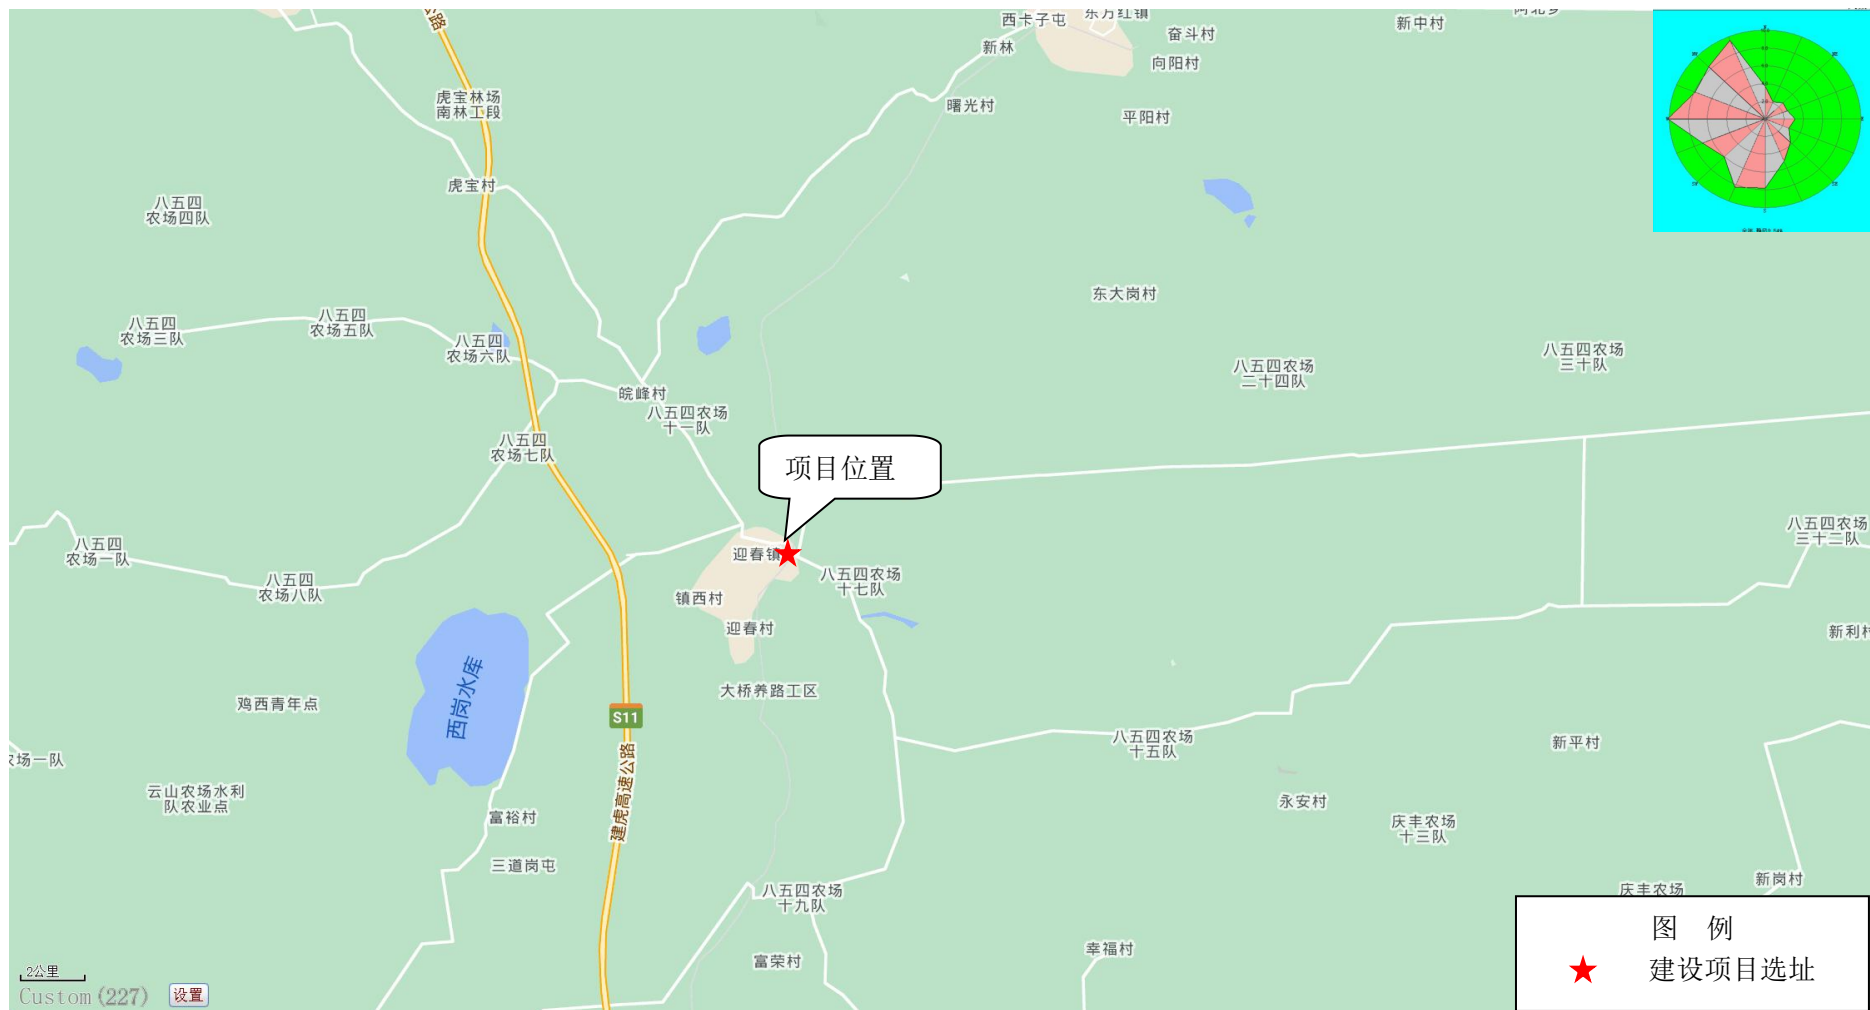 西卡子屯
东方红镇
新中村
奋斗村
新林
向阳村
虎宝林场
南林工段
曙光村
平阳村
虎宝村
八五四
农场四队
东大岗村
八五四
农场三队
八五四
农场五队
八五四
农场六队
八五四农场
二十四队
八五四农场
三十队
皖峰村
八五四农场
十一队
八五四
农场七队
项目位置
八五四
农场一队
迎春镇
八五四农场
十七队
八五四农场
三十二队
八五四
农场八队
镇西村
迎春村
新利村
西岗水库
大桥养路工区
鸡西青年点
S11
建虎高速公路
八五四农场
十五队
新平村
农场一队
云山农场水利
队农业点
富裕村
永安村
庆丰农场
十三队
三道岗屯
八五四农场
十九队
新岗村
庆丰农场
富荣村
幸福村
图 例
建设项目选址
2公里
Custom(227)
设置